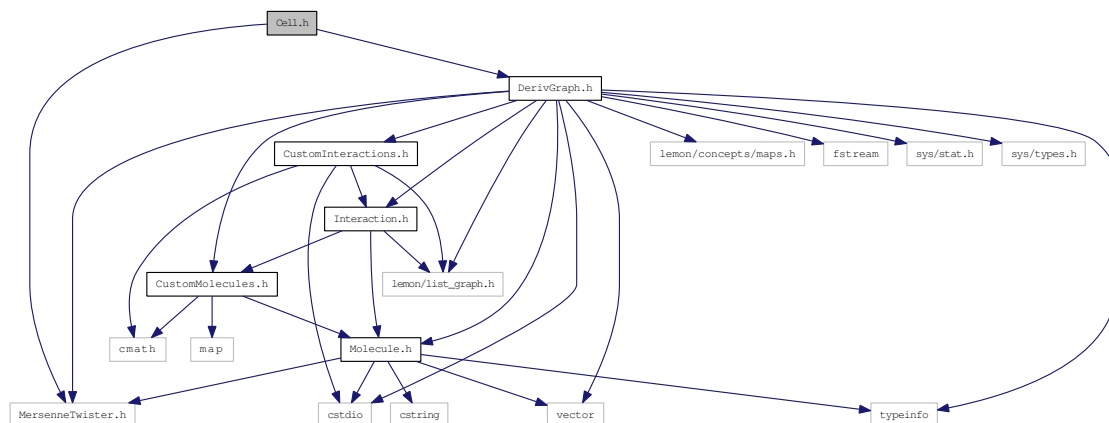 Cell.h
DerivGraph.h
CustomInteractions.h
lemon/concepts/maps.h
fstream
sys/stat.h
sys/types.h
Interaction.h
CustomMolecules.h
lemon/list_graph.h
cmath
map
Molecule.h
MersenneTwister.h
cstdio
cstring
vector
typeinfo